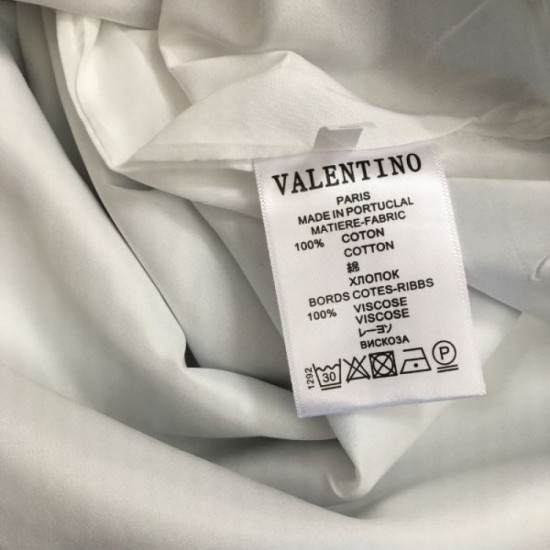 VALENTINO
PARIS
MADE IN PORTUCLAL
MATIERE-FABRIC
100% COTON
COTTON
綿
ХЛОПОК
BORDS COTES-RIBBS
100% VISCOSE
VISCOSE
レーヨン
ВИСКОЗА
1292 30 P